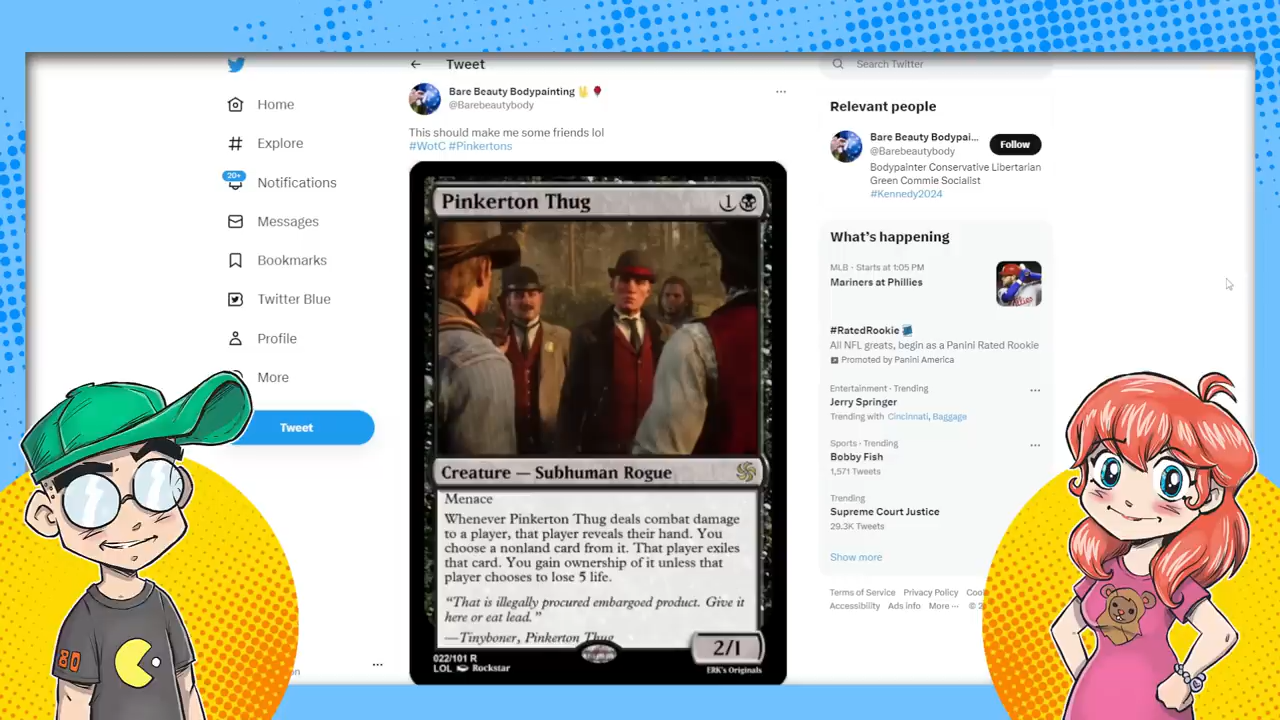 Tweet
Search Twitter
Home
Explore
20+
Notifications
Messages
Bookmarks
Twitter Blue
Profile
More
Tweet
Bare Beauty Bodypainting
@Barebeautybody
This should make me some friends lol
#WotC #Pinkertons
Pinkerton Thug
1
Creature — Subhuman Rogue
Menace
Whenever Pinkerton Thug deals combat damage
to a player, that player reveals their hand. You
choose a nonland card from it. That player exiles
that card. You gain ownership of it unless that
player chooses to lose 5 life.
"That is illegally procured embargoed product. Give it
here or eat lead."
—Tinyboner, Pinkerton Thug
2/1
022/101 R
LOL Rockstar
ERK's Originals
Relevant people
Bare Beauty Bodypai...
@Barebeautybody
Follow
Bodypainter Conservative Libertarian
Green Commie Socialist
#Kennedy2024
What's happening
MLB · Starts at 1:05 PM
Mariners at Phillies
#RatedRookie
All NFL greats, begin as a Panini Rated Rookie
Promoted by Panini America
Entertainment · Trending
Jerry Springer
Trending with Cincinnati, Baggage
Sports · Trending
Bobby Fish
1,571 Tweets
Trending
Supreme Court Justice
29.3K Tweets
Show more
Terms of Service Privacy Policy
Accessibility Ads info More ···
80